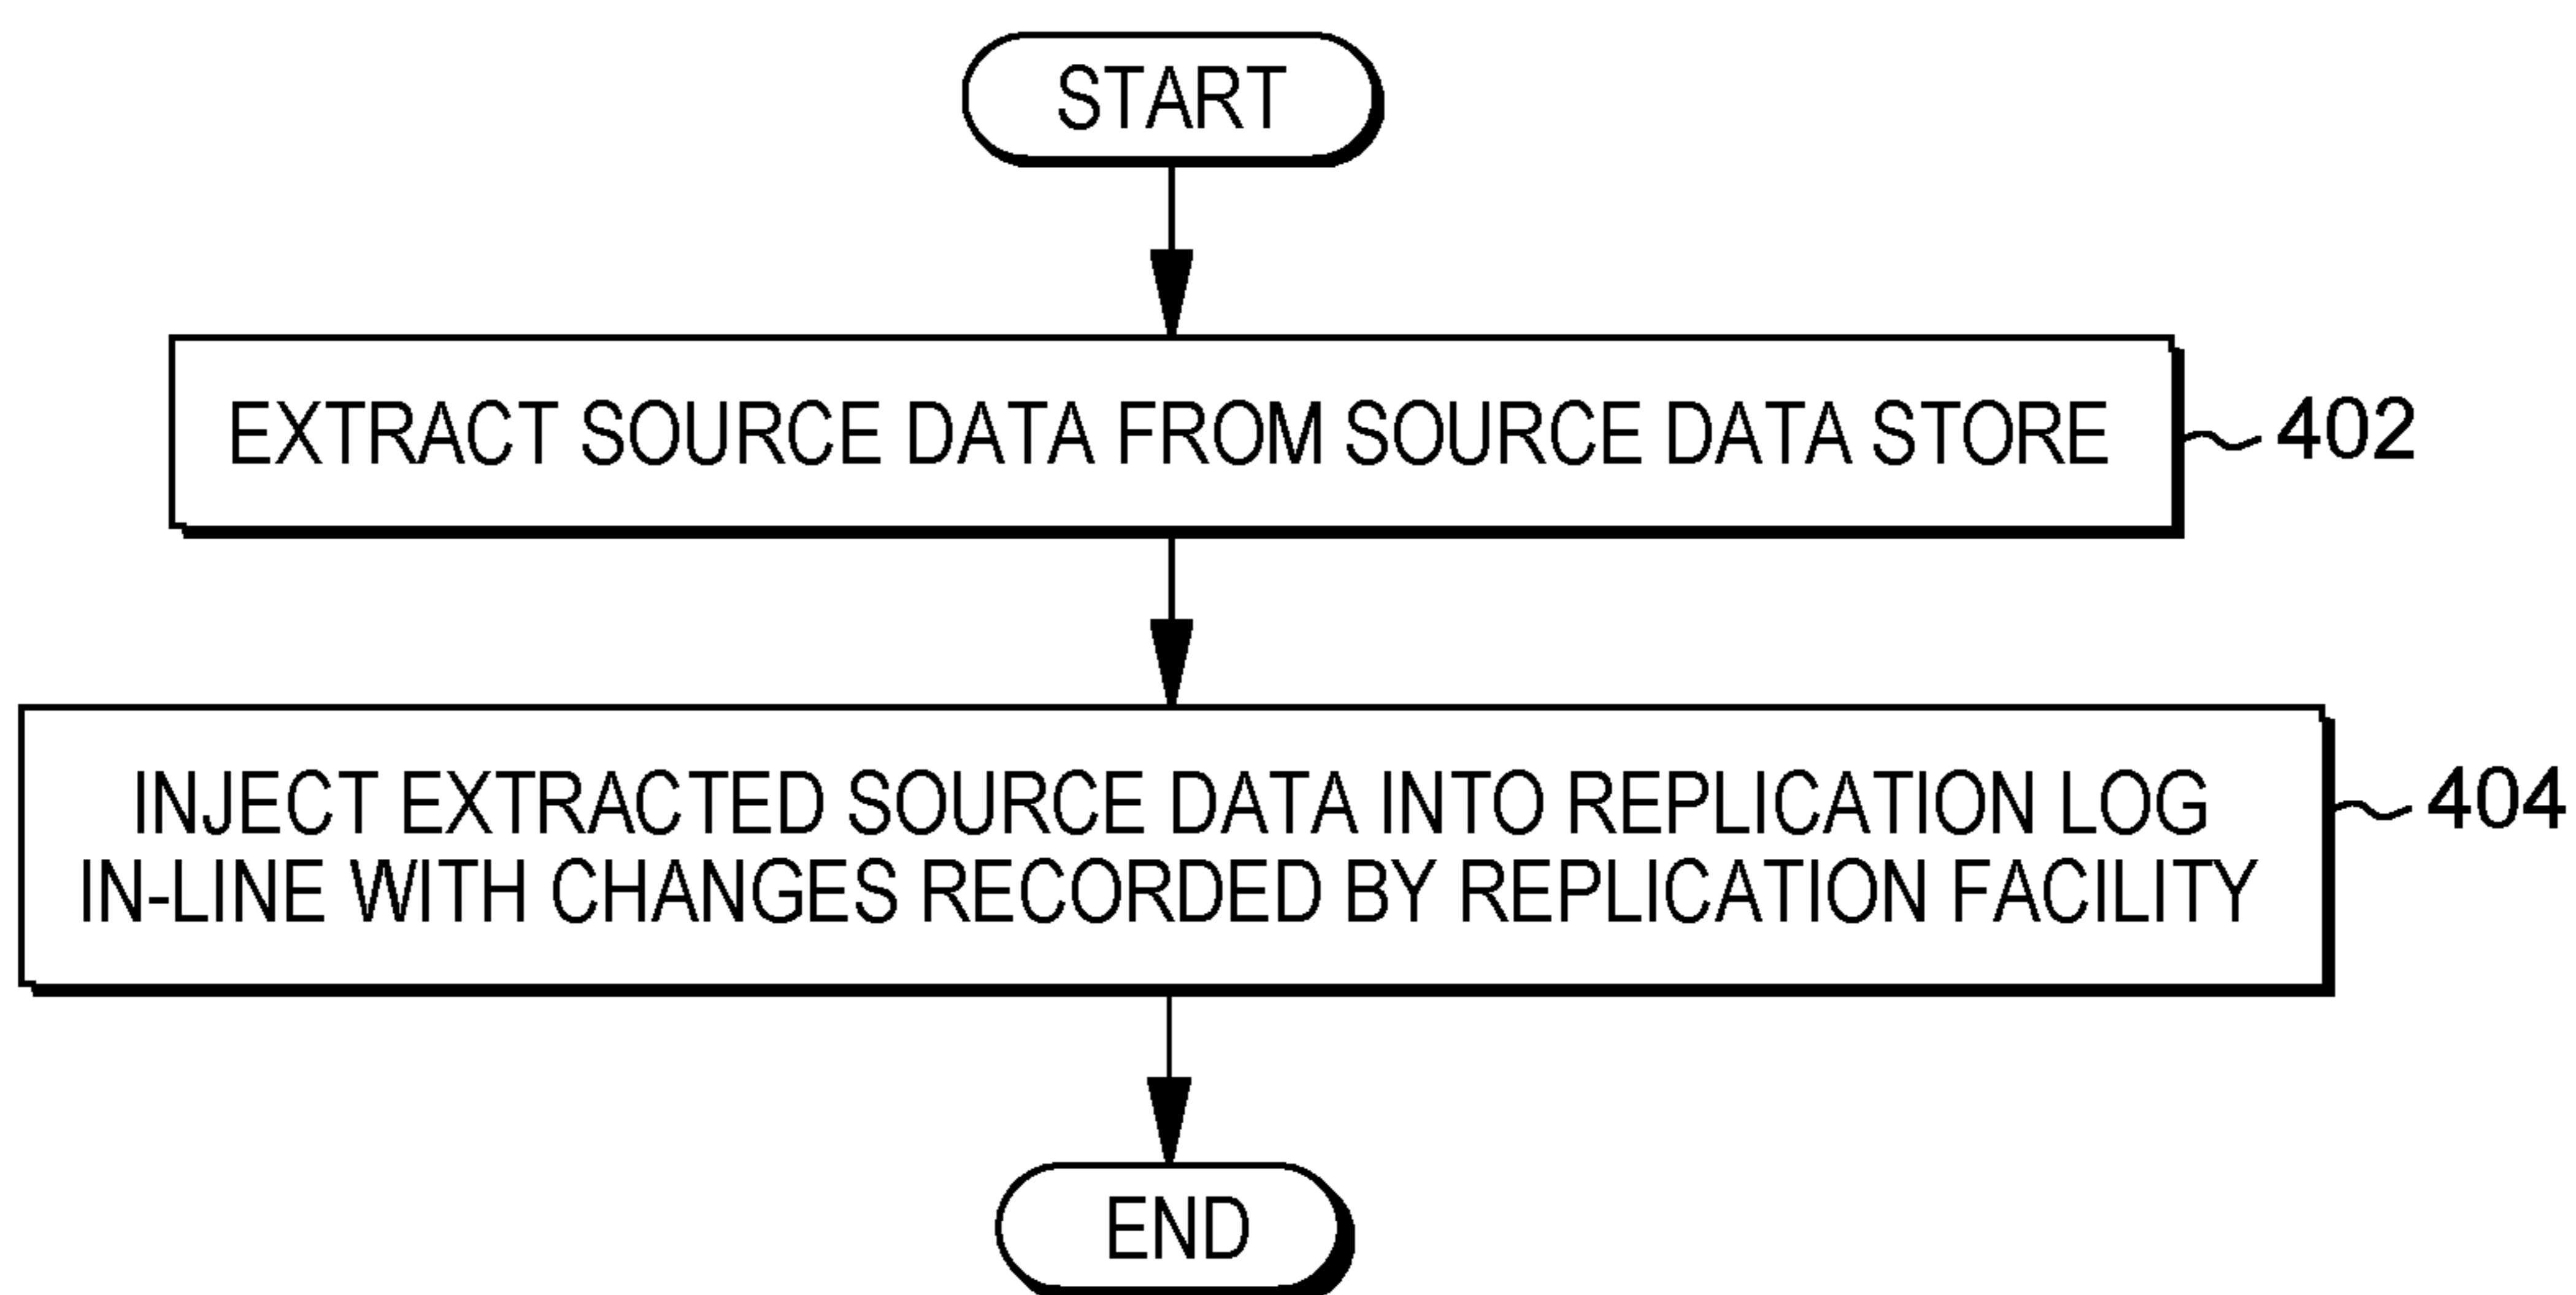 START
EXTRACT SOURCE DATA FROM SOURCE DATA STORE
402
INJECT EXTRACTED SOURCE DATA INTO REPLICATION LOG
IN-LINE WITH CHANGES RECORDED BY REPLICATION FACILITY
404
END